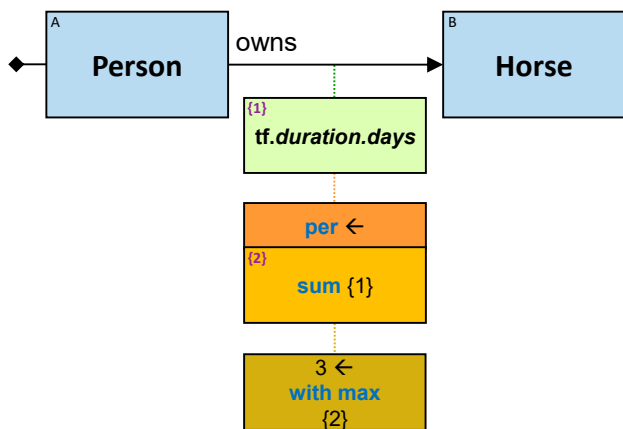 A
Person
owns
B
Horse
{1}
tf.duration.days
per ←
{2}
sum {1}
3 ←
with max
{2}